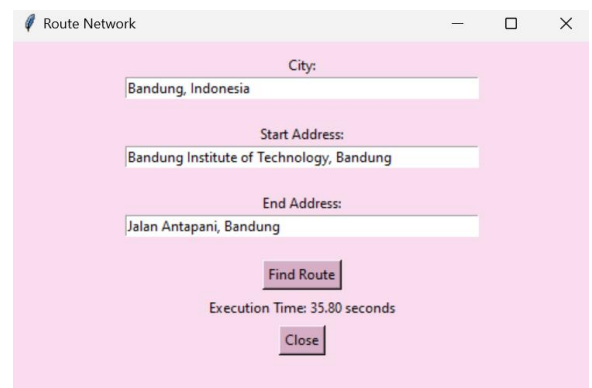 Route Network
City:
Bandung, Indonesia
Start Address:
Bandung Institute of Technology, Bandung
End Address:
Jalan Antapani, Bandung
Find Route
Execution Time: 35.80 seconds
Close